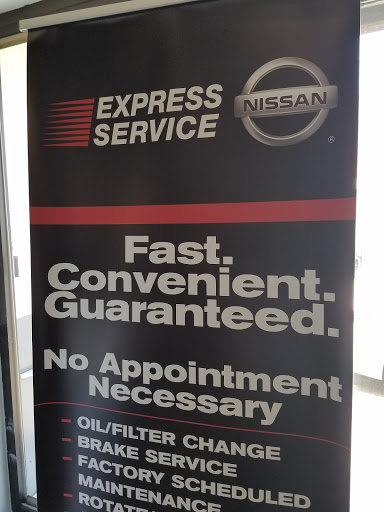 EXPRESS
SERVICE
NISSAN
®
Fast.
Convenient.
Guaranteed.
No Appointment
Necessary
- OIL/FILTER CHANGE
- BRAKE SERVICE
- FACTORY SCHEDULED
MAINTENANCE